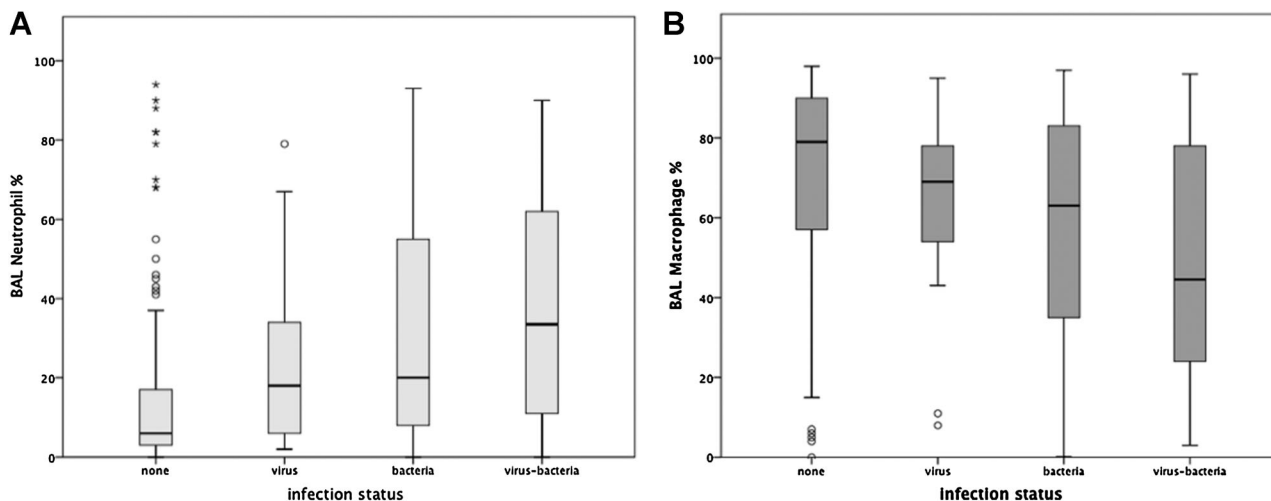 A
BAL Neutrophil %
100
80
60
40
20
0
none virus bacteria virus-bacteria
infection status
B
BAL Macrophage %
100
80
60
40
20
0
none virus bacteria virus-bacteria
infection status